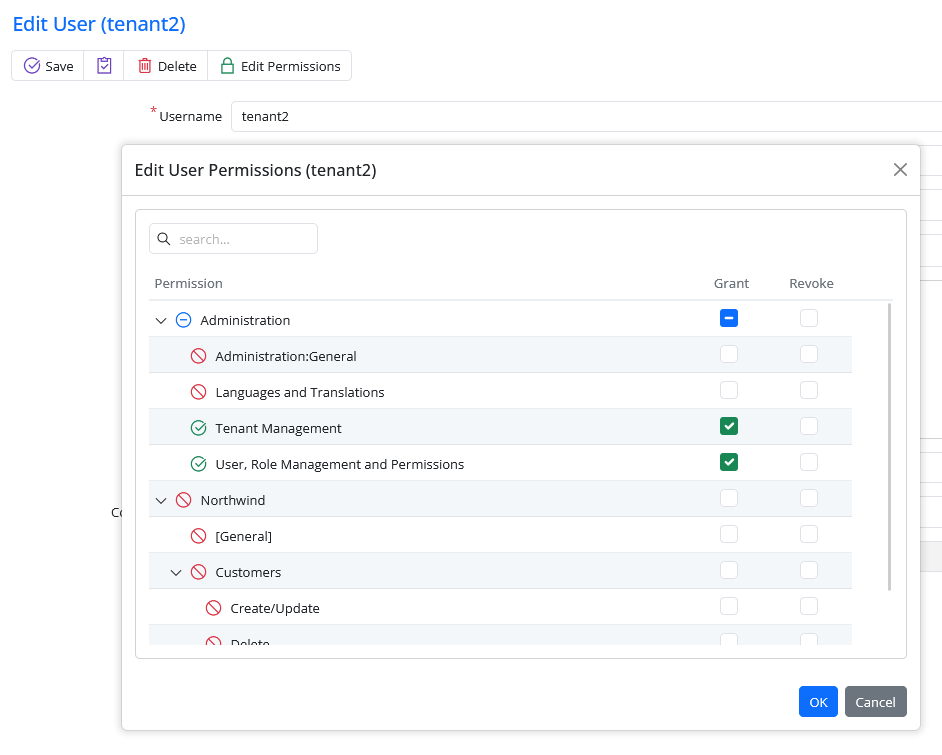 Edit User (tenant2)
Save Delete Edit Permissions
* Username tenant2
Edit User Permissions (tenant2)
search...
Permission Grant Revoke
Administration
Administration:General
Languages and Translations
Tenant Management
User, Role Management and Permissions
Northwind
[General]
Customers
Create/Update
Delete
OK Cancel